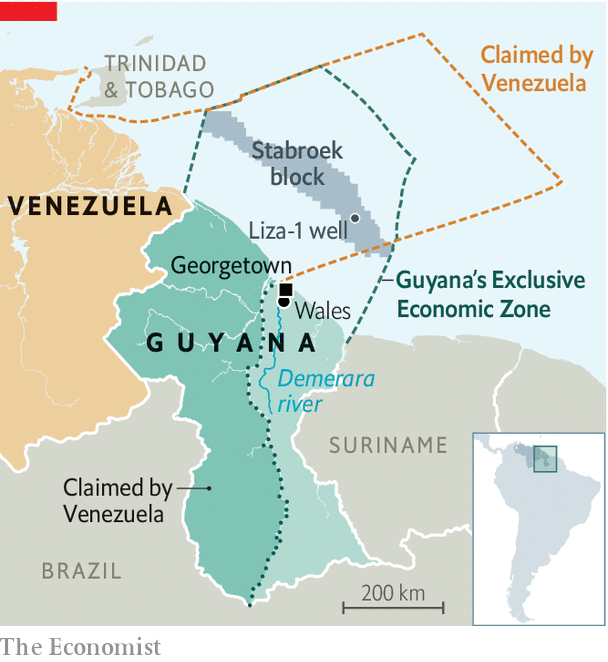 TRINIDAD
& TOBAGO
Claimed by
Venezuela
Stabroek
block
VENEZUELA
Liza-1 well
Georgetown
Guyana's Exclusive
Economic Zone
Wales
GUYANA
Demerara
river
SURINAME
Claimed by
Venezuela
BRAZIL
200 km
The Economist